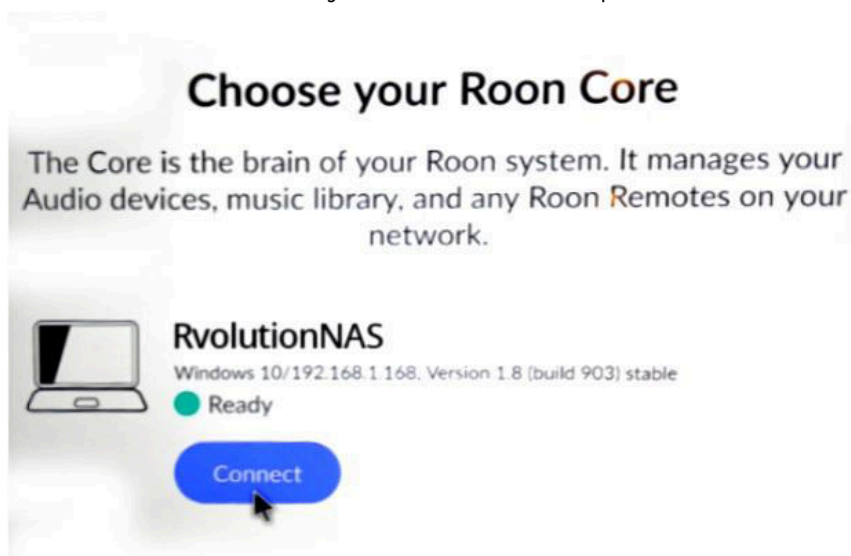 Choose your Roon Core
The Core is the brain of your Roon system. It manages your
Audio devices, music library, and any Roon Remotes on your
network.
RvolutionNAS
Windows 10/192.168.1.168, Version 1.8 (build 903) stable
Ready
Connect